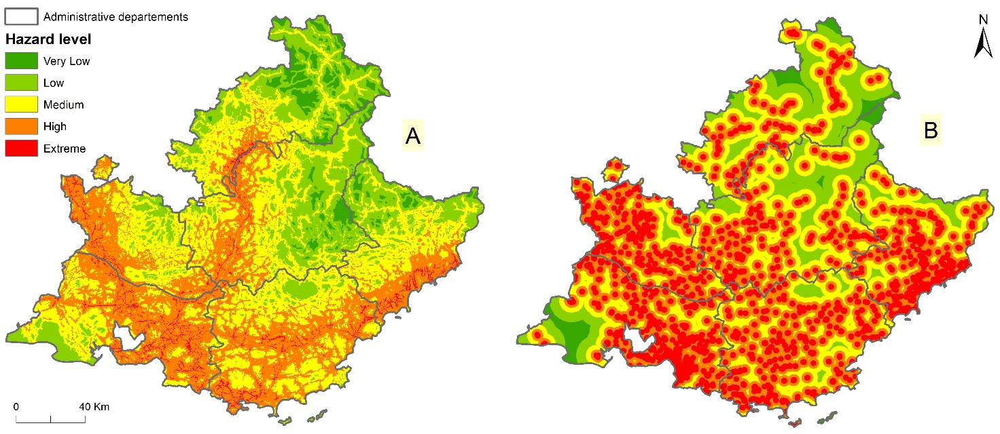 Administrative departements
Hazard level
Very Low
Low
Medium
High
Extreme
A
B
N
0 40 Km